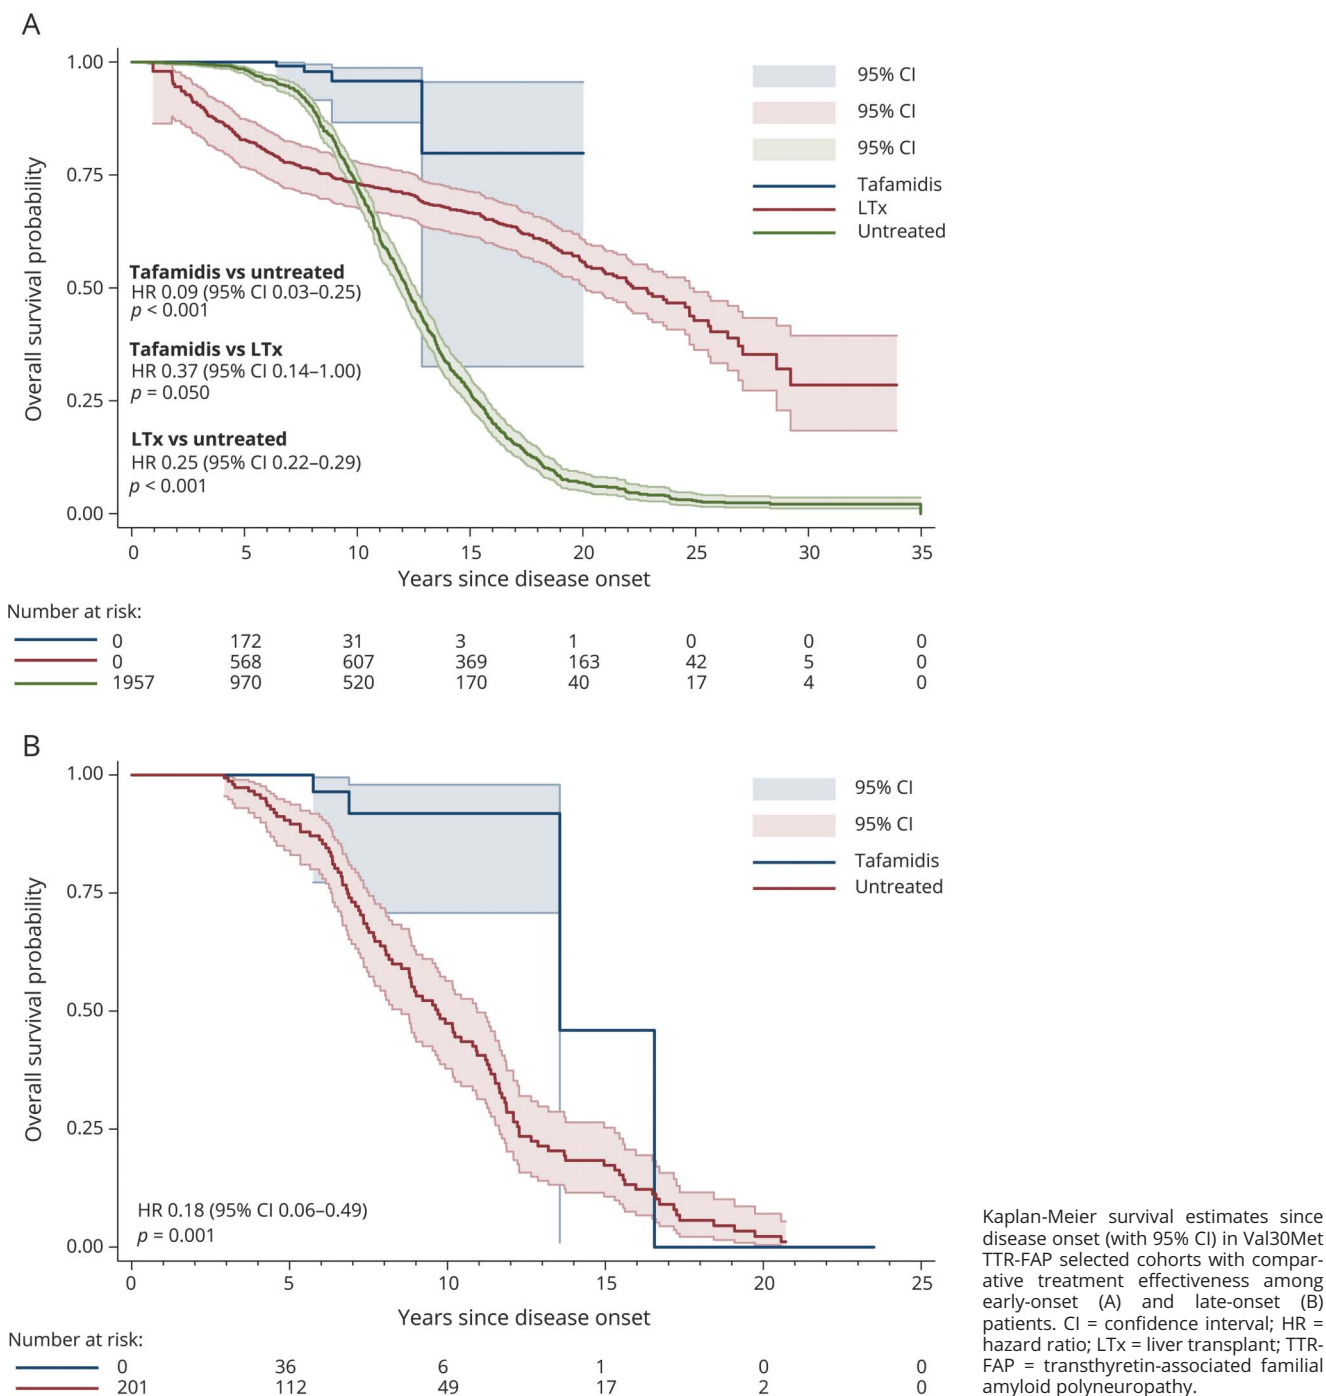 A
1.00
0.75
0.50
0.25
0.00
Overall survival probability
95% CI
95% CI
95% CI
Tafamidis
LTx
Untreated
Tafamidis vs untreated
HR 0.09 (95% CI 0.03–0.25)
p < 0.001
Tafamidis vs LTx
HR 0.37 (95% CI 0.14–1.00)
p = 0.050
LTx vs untreated
HR 0.25 (95% CI 0.22–0.29)
p < 0.001
0 5 10 15 20 25 30 35
Years since disease onset
Number at risk:
0 172 31 3 1 0 0 0
0 568 607 369 163 42 5 0
1957 970 520 170 40 17 4 0
B
1.00
0.75
0.50
0.25
0.00
Overall survival probability
95% CI
95% CI
Tafamidis
Untreated
HR 0.18 (95% CI 0.06–0.49)
p = 0.001
0 5 10 15 20 25
Years since disease onset
Number at risk:
0 36 6 1 0 0
201 112 49 17 2 0
Kaplan-Meier survival estimates since
disease onset (with 95% CI) in Val30Met
TTR-FAP selected cohorts with compar-
ative treatment effectiveness among
early-onset (A) and late-onset (B)
patients. CI = confidence interval; HR =
hazard ratio; LTx = liver transplant; TTR-
FAP = transthyretin-associated familial
amyloid polyneuropathy.